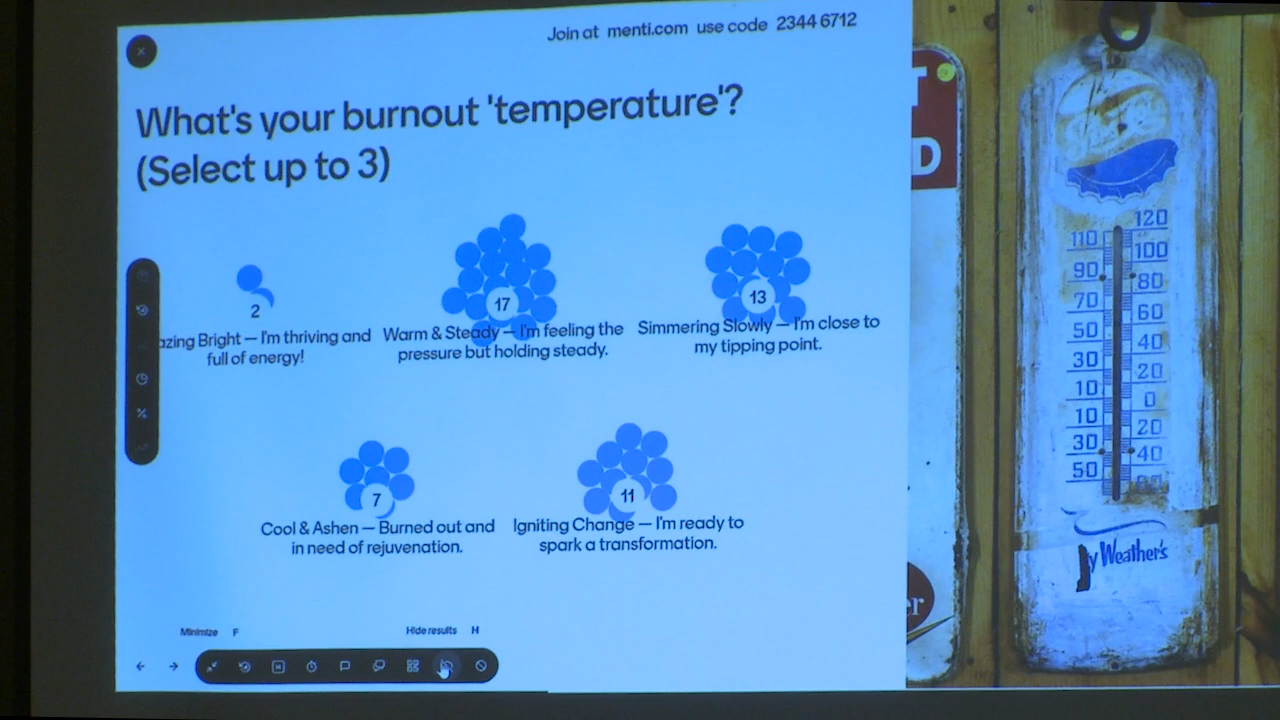 Join at menti.com use code 2344 6712
What's your burnout 'temperature'?
(Select up to 3)
2
azing Bright — I'm thriving and
full of energy!
17
Warm & Steady — I'm feeling the
pressure but holding steady.
13
Simmering Slowly — I'm close to
my tipping point.
7
Cool & Ashen — Burned out and
in need of rejuvenation.
11
Igniting Change — I'm ready to
spark a transformation.
Minimize F
Hide results H
T
D
er
120
110
100
90
80
70
60
50
40
30
20
10
0
10
20
30
40
50
y Weather's